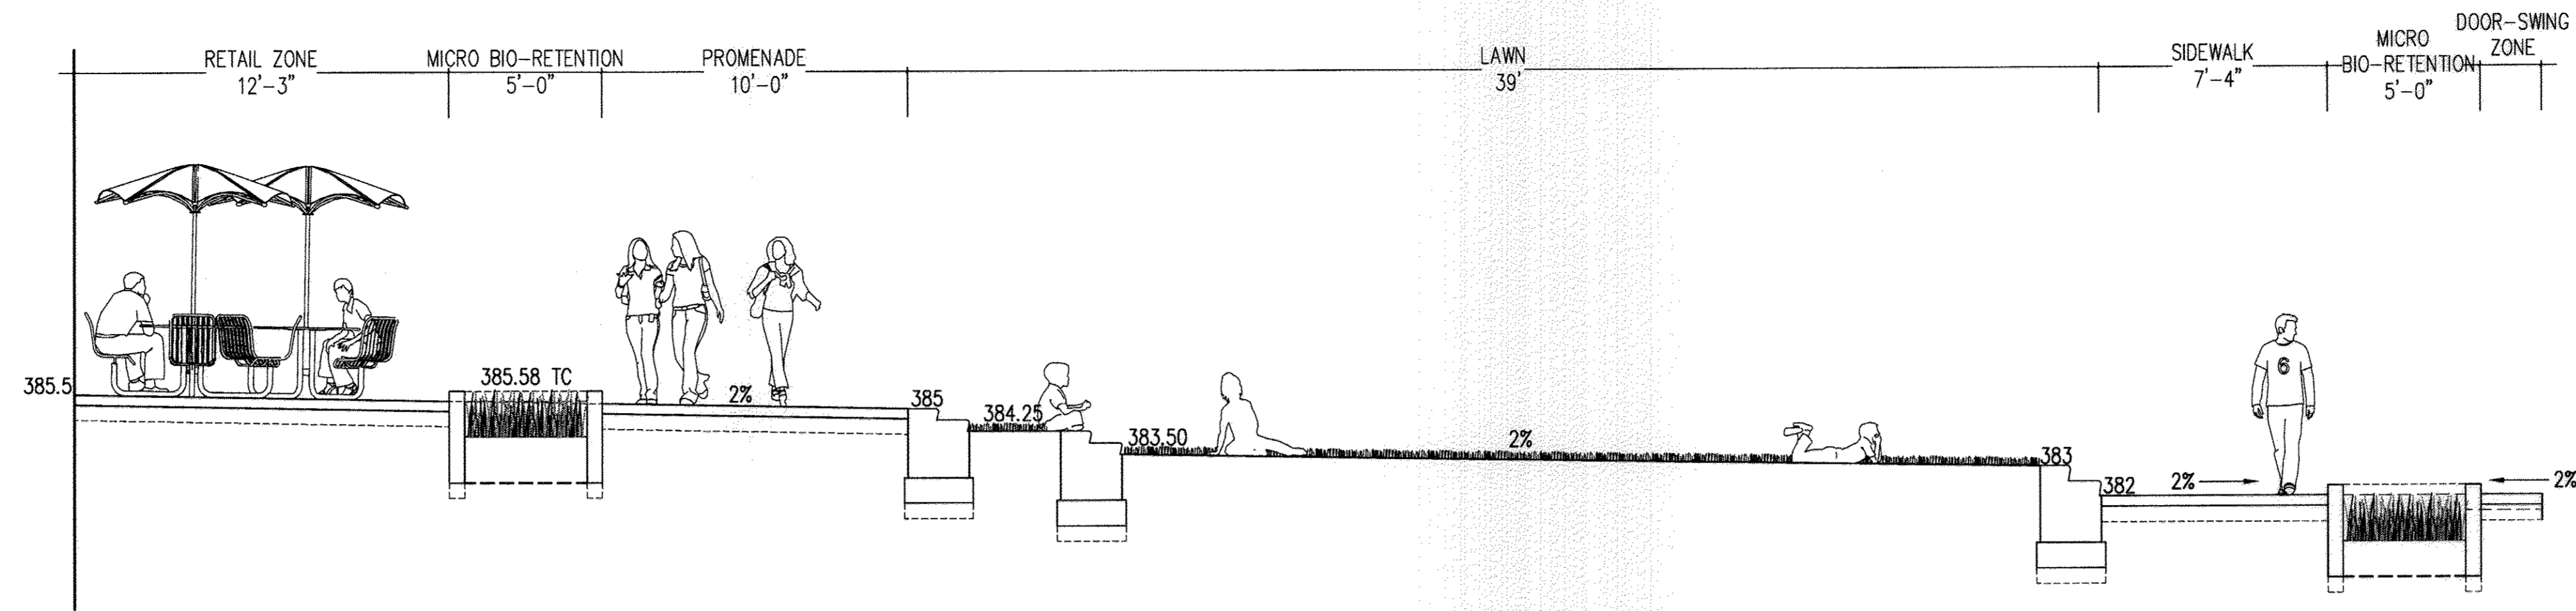 RETAIL ZONE
12'-3"
MICRO BIO-RETENTION
5'-0"
PROMENADE
10'-0"
LAWN
39'
SIDEWALK
7'-4"
MICRO
BIO-RETENTION
5'-0"
DOOR-SWING
ZONE
385.5
385.58 TC
2%
385
384.25
383.50
2%
383
382
2%
6
2%